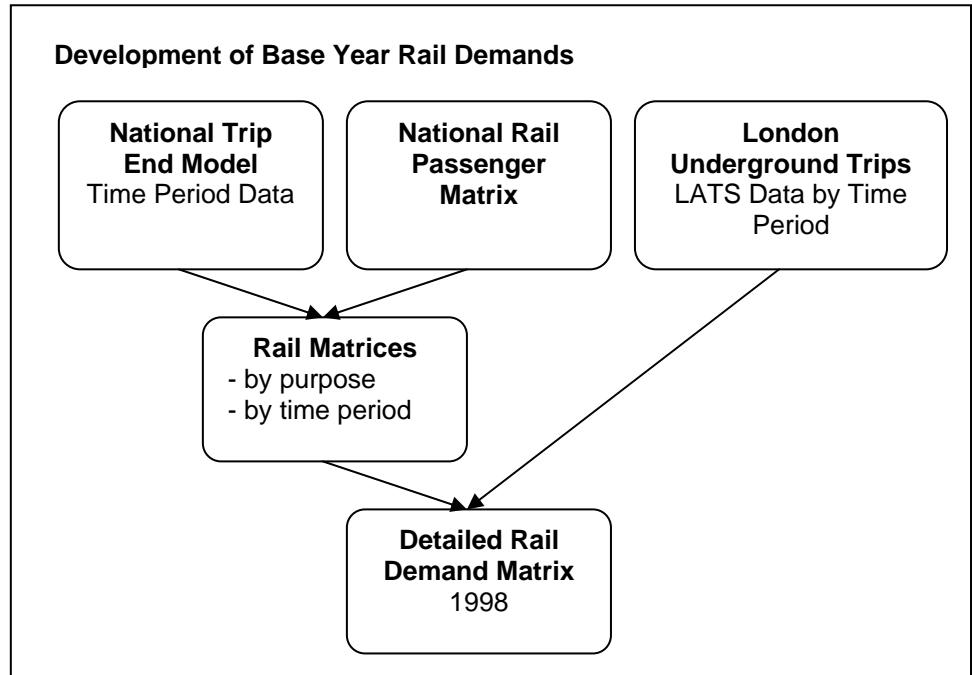 Development of Base Year Rail Demands
National Trip
End Model
Time Period Data
National Rail
Passenger
Matrix
London
Underground Trips
LATS Data by Time
Period
Rail Matrices
- by purpose
- by time period
Detailed Rail
Demand Matrix
1998